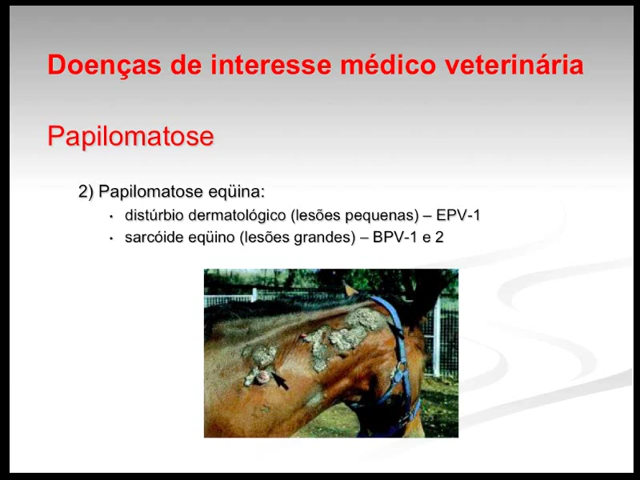 Doenças de interesse médico veterinária
Papilomatose
2) Papilomatose eqüina:
• distúrbio dermatológico (lesões pequenas) – EPV-1
• sarcóide eqüino (lesões grandes) – BPV-1 e 2